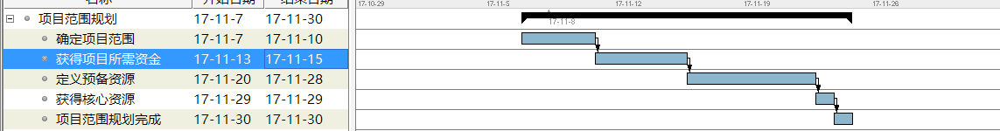 名称 开始日期 结束日期 17-10-29 17-11-5 17-11-12 17-11-19 17-11-26
项目范围规划 17-11-7 17-11-30 17-11-8
确定项目范围 17-11-7 17-11-10
获得项目所需资金 17-11-13 17-11-15
定义预备资源 17-11-20 17-11-28
获得核心资源 17-11-29 17-11-29
项目范围规划完成 17-11-30 17-11-30